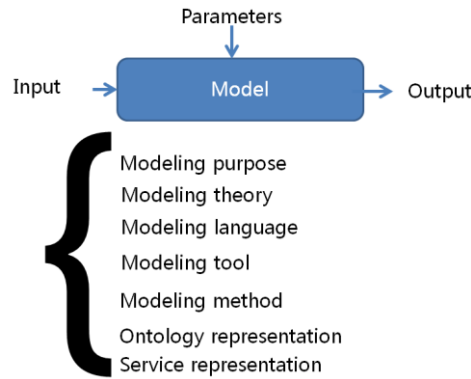 Parameters
Input
Model
Output
Modeling purpose
Modeling theory
Modeling language
Modeling tool
Modeling method
Ontology representation
Service representation